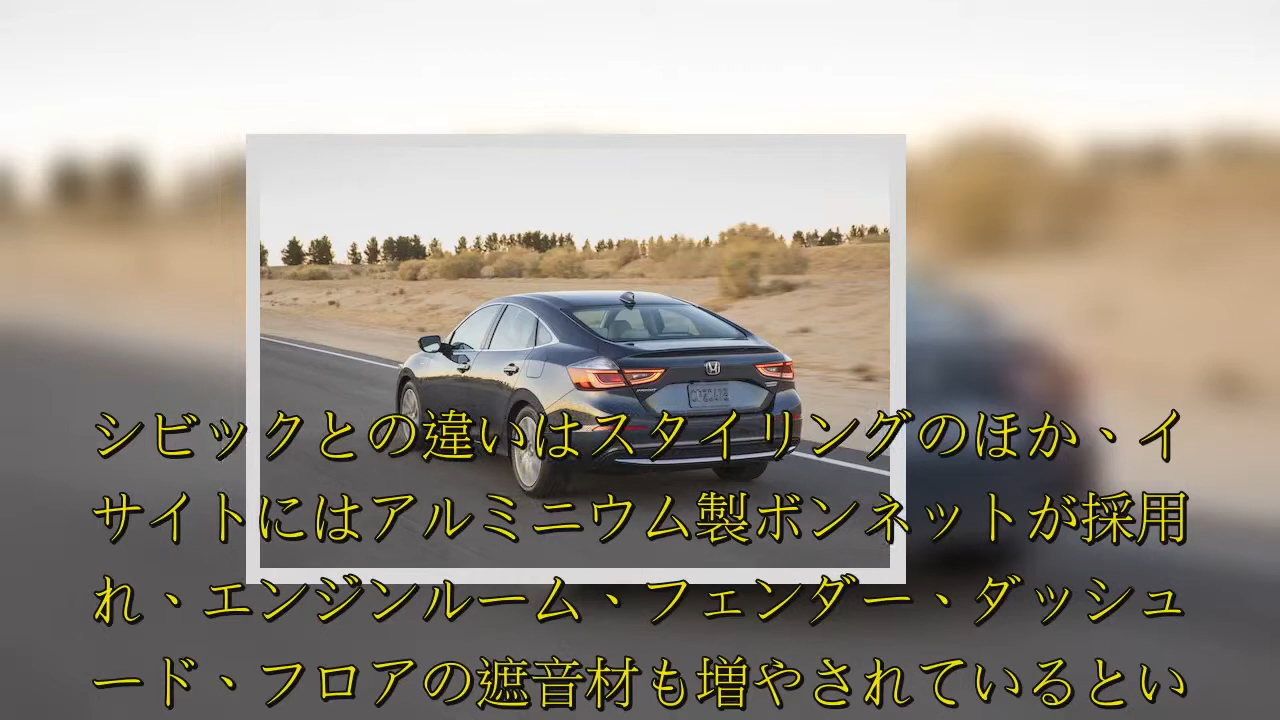 シビックとの違いはスタイリングのほか、イ
サイトにはアルミニウム製ボンネットが採用
れ、エンジンルーム、フェンダー、ダッシュ
ード、フロアの遮音材も増やされているとい